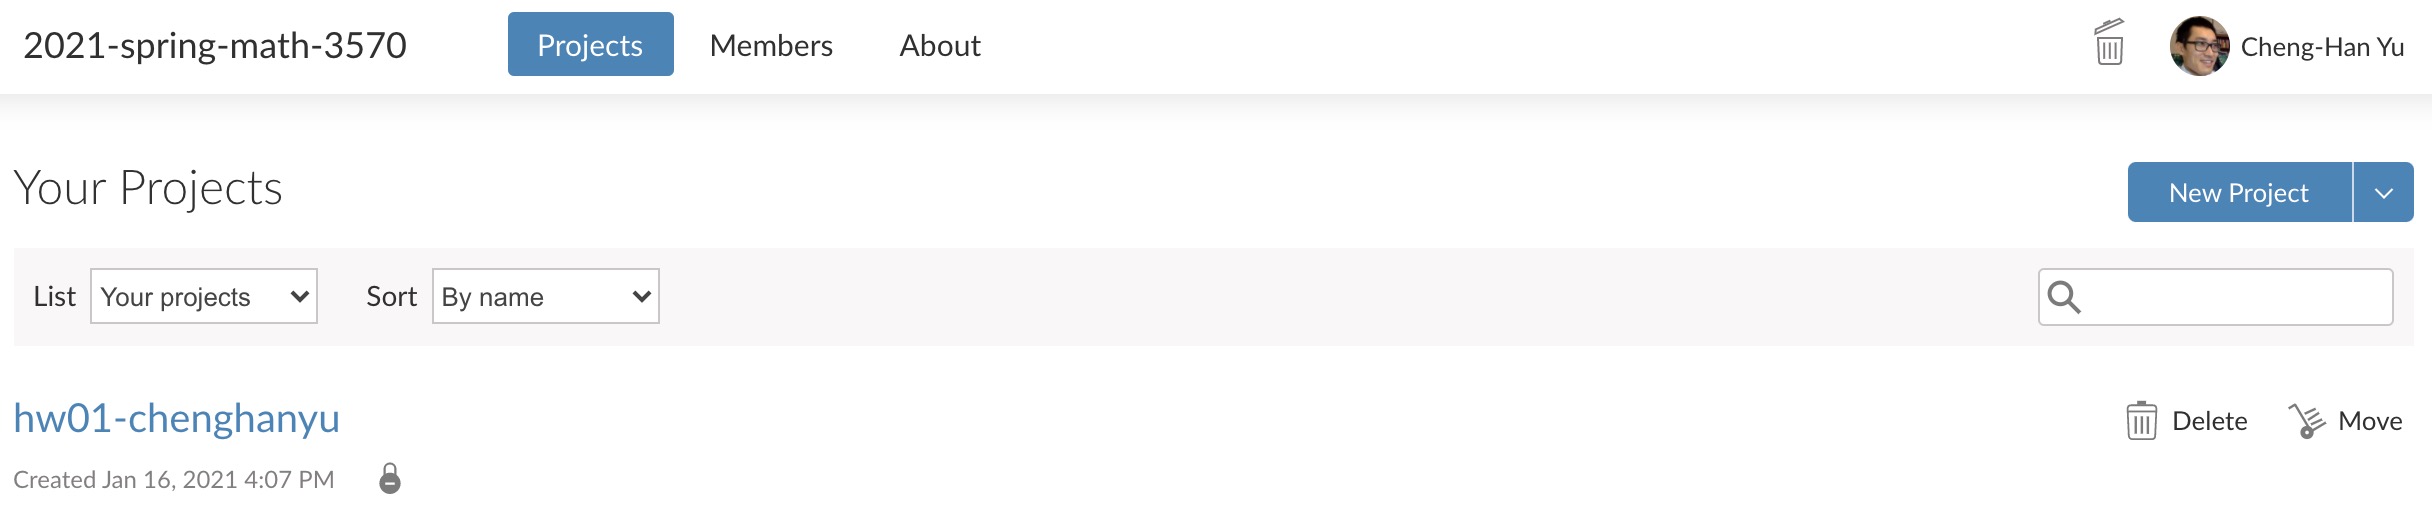 2021-spring-math-3570 Projects Members About Cheng-Han Yu
Your Projects New Project
List Your projects Sort By name
hw01-chenghanyu Delete Move
Created Jan 16, 2021 4:07 PM